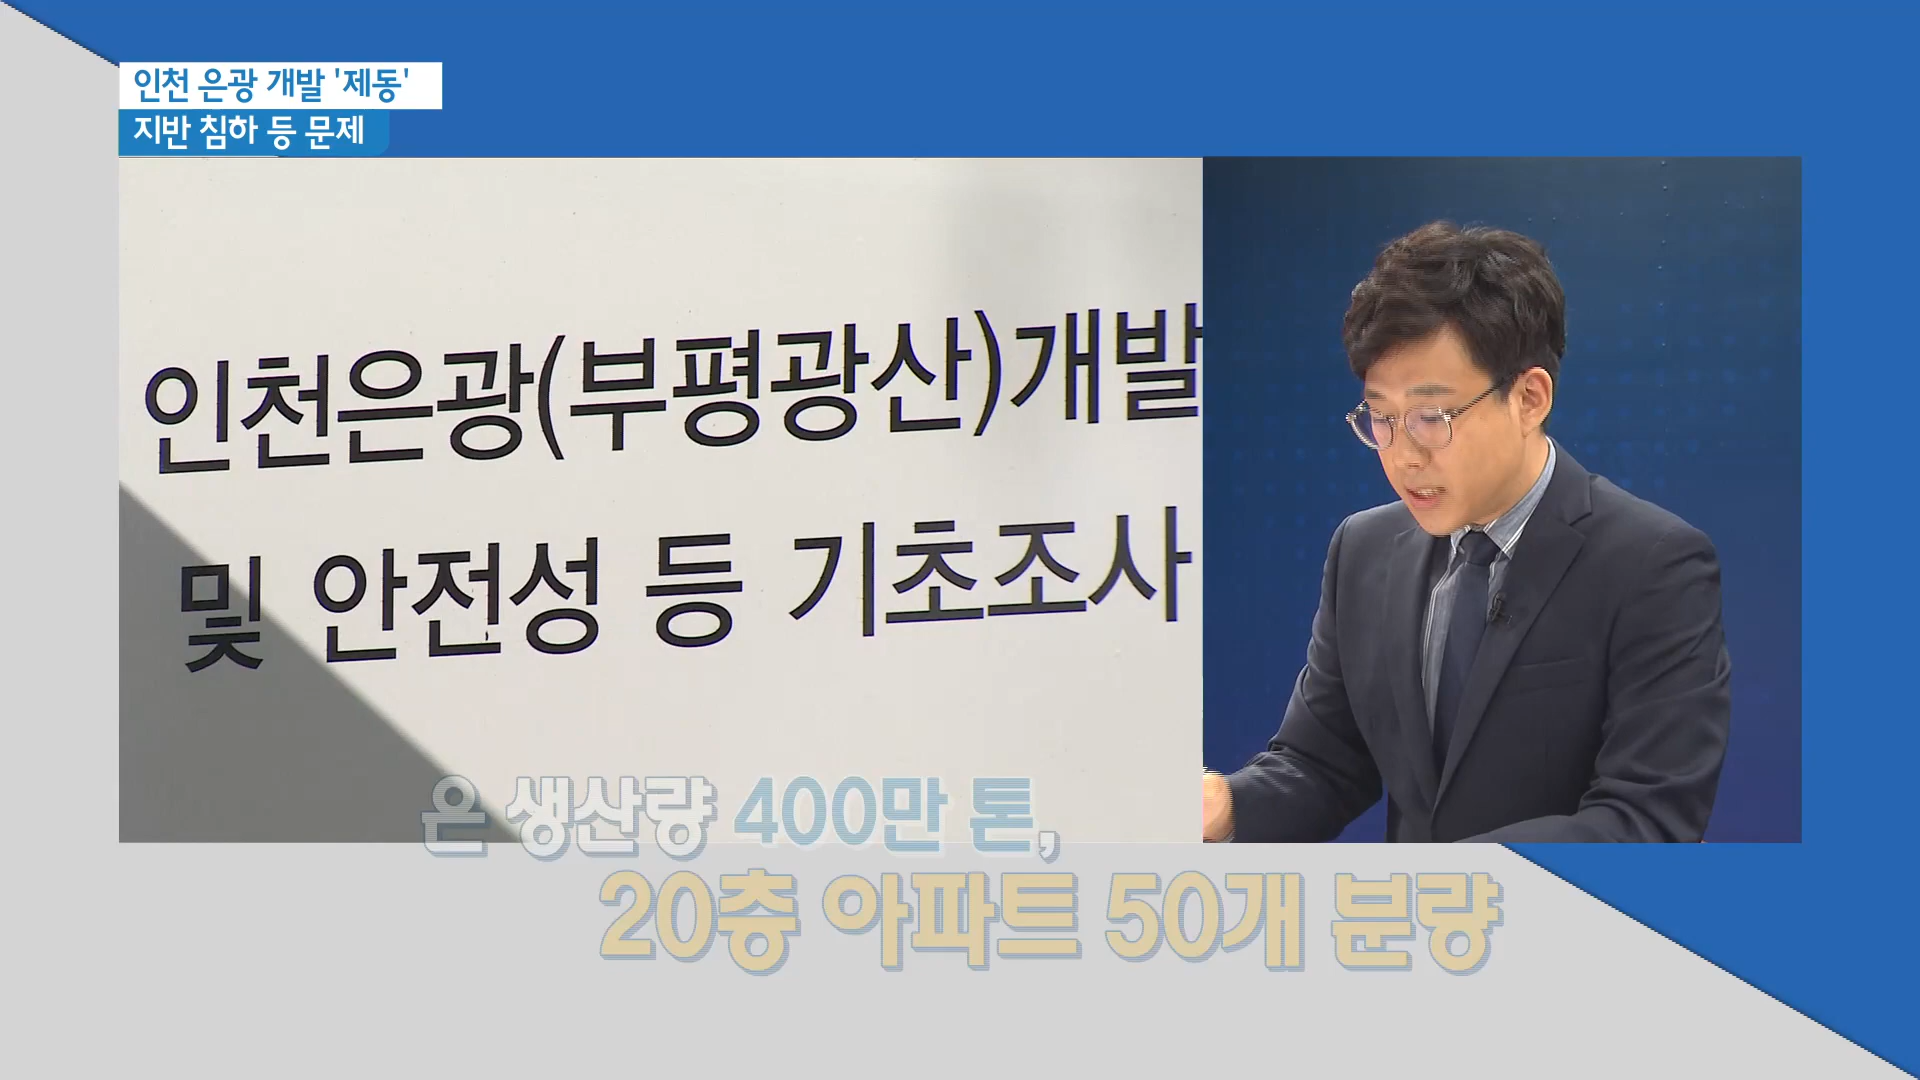 인천 은광 개발 '제동'
지반 침하 등 문제
인천은광(부평광산)개발
및 안전성 등 기초조사
은 생산량 400만 톤,
20층 아파트 50개 분량